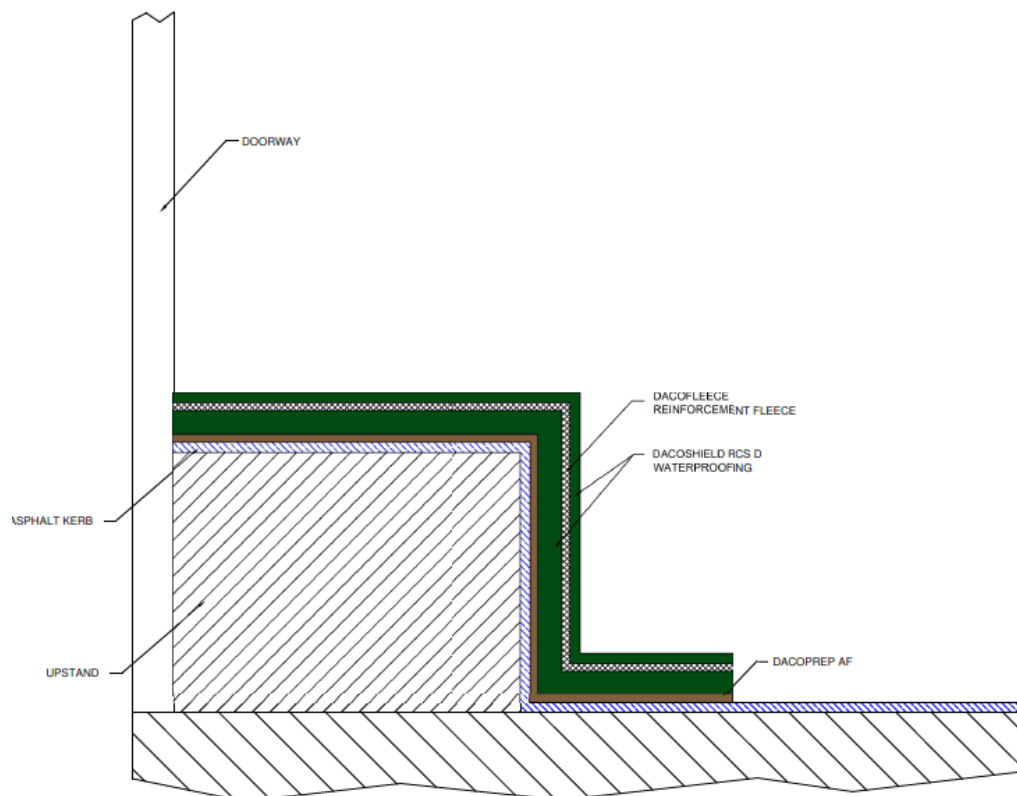 DOORWAY
DACOFLEECE
REINFORCEMENT FLEECE
DACOSHIELD RCS D
WATERPROOFING
ASPHALT KERB
DACOPREP AF
UPSTAND